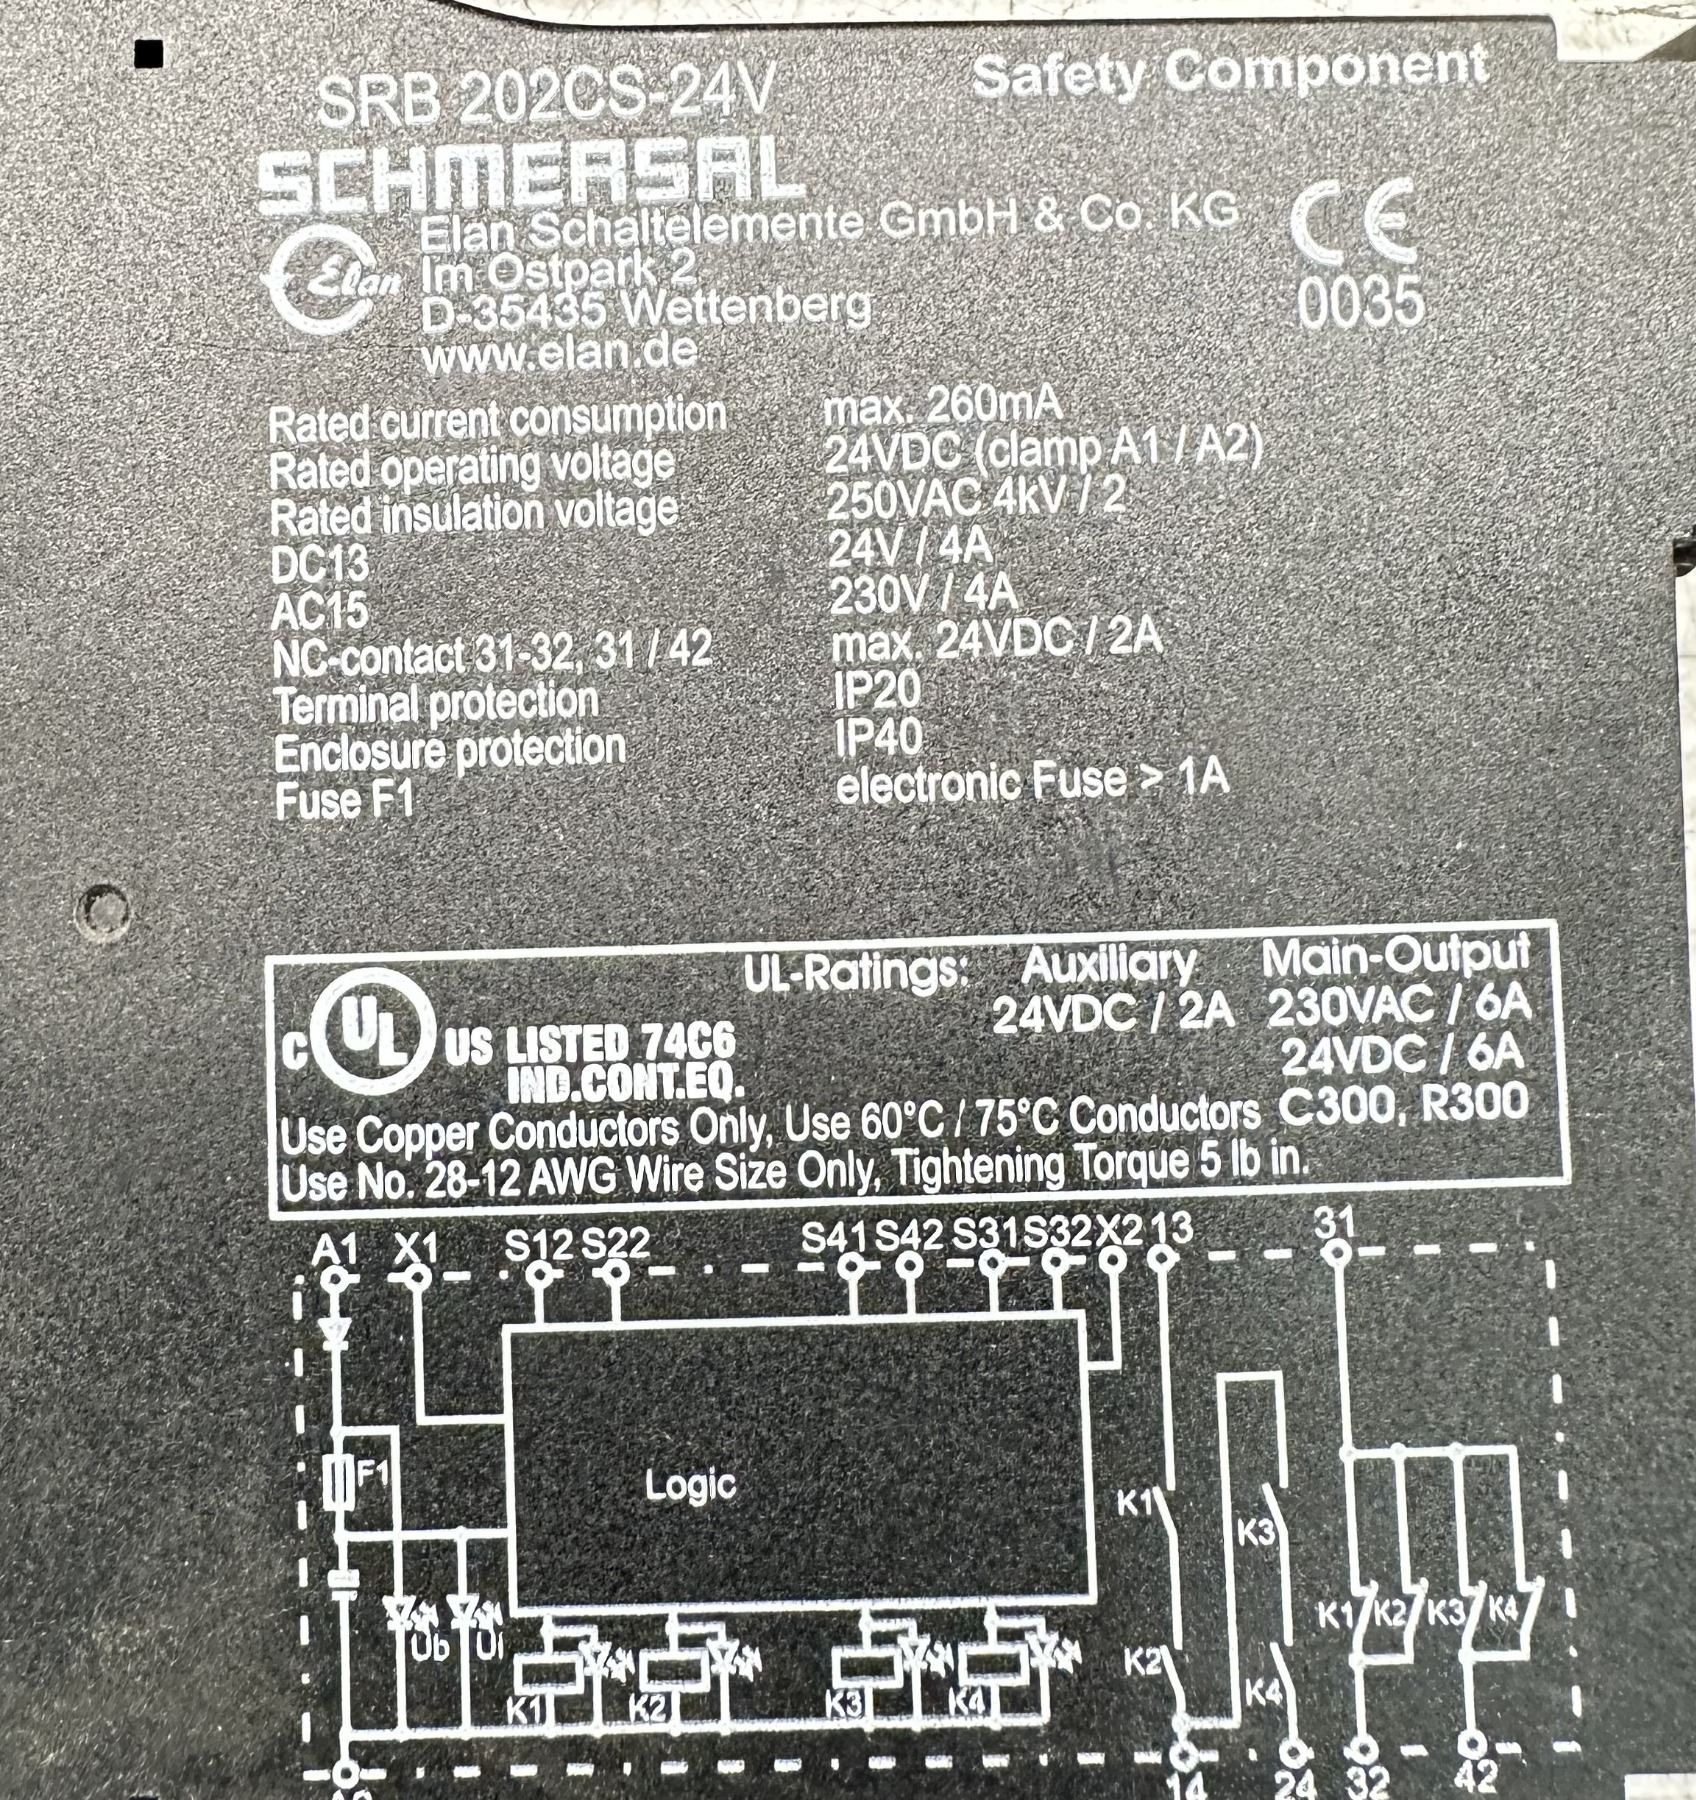 SRB 202CS-24V
Safety Component
SCHMERSAL
Elan
Elan Schaltelemente GmbH & Co. KG
Im Ostpark 2
D-35435 Wettenberg
www.elan.de
CE
0035
Rated current consumption max. 260mA
Rated operating voltage 24VDC (clamp A1 / A2)
Rated insulation voltage 250VAC 4kV / 2
DC13 24V / 4A
AC15 230V / 4A
NC-contact 31-32, 31 / 42 max. 24VDC / 2A
Terminal protection IP20
Enclosure protection IP40
Fuse F1 electronic Fuse > 1A
UL-Ratings: Auxiliary Main-Output
24VDC / 2A 230VAC / 6A
24VDC / 6A
C UL US LISTED 74C6
IND.CONT.EQ.
C300, R300
Use Copper Conductors Only, Use 60°C / 75°C Conductors
Use No. 28-12 AWG Wire Size Only, Tightening Torque 5 lb in.
A1 X1 S12 S22 S41 S42 S31 S32 X2 13 31
F1
Logic
K1 K3
K1 K2 K3 K4
Ub Ui
K2 K4
K1 K2 K3 K4
14 24 32 42